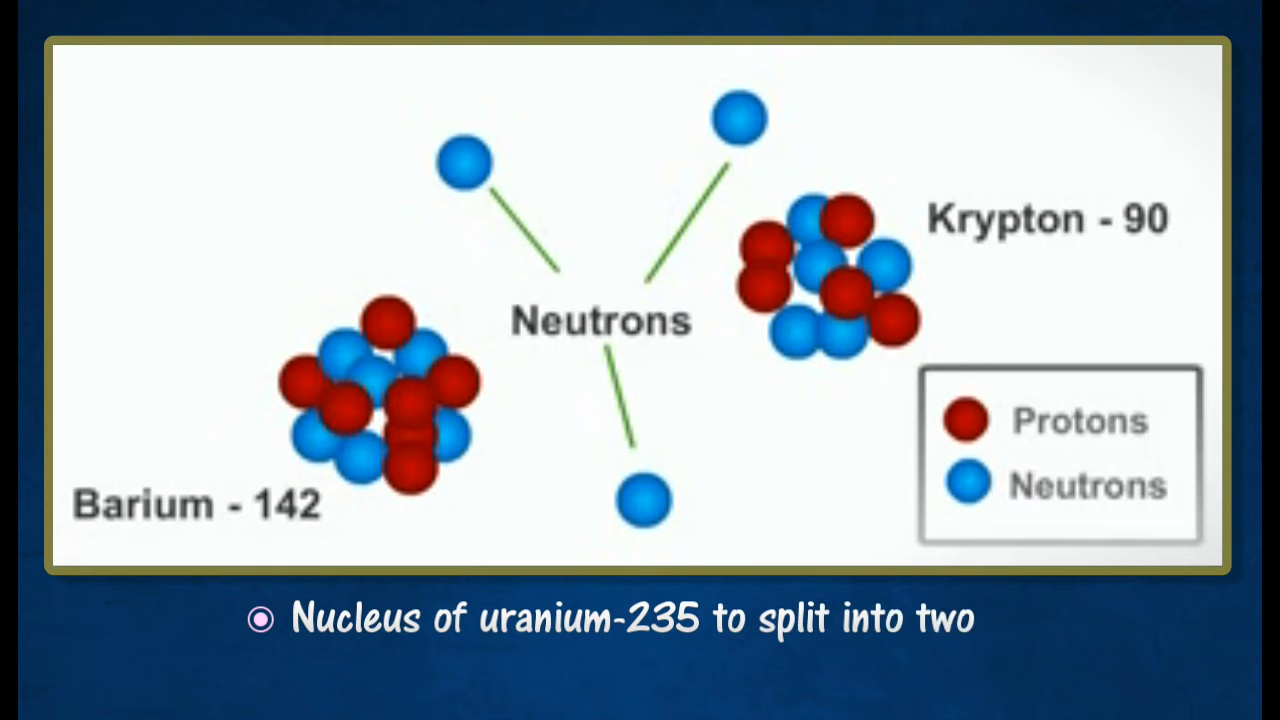 Krypton - 90
Neutrons
Barium - 142
Protons
Neutrons
Nucleus of uranium-235 to split into two